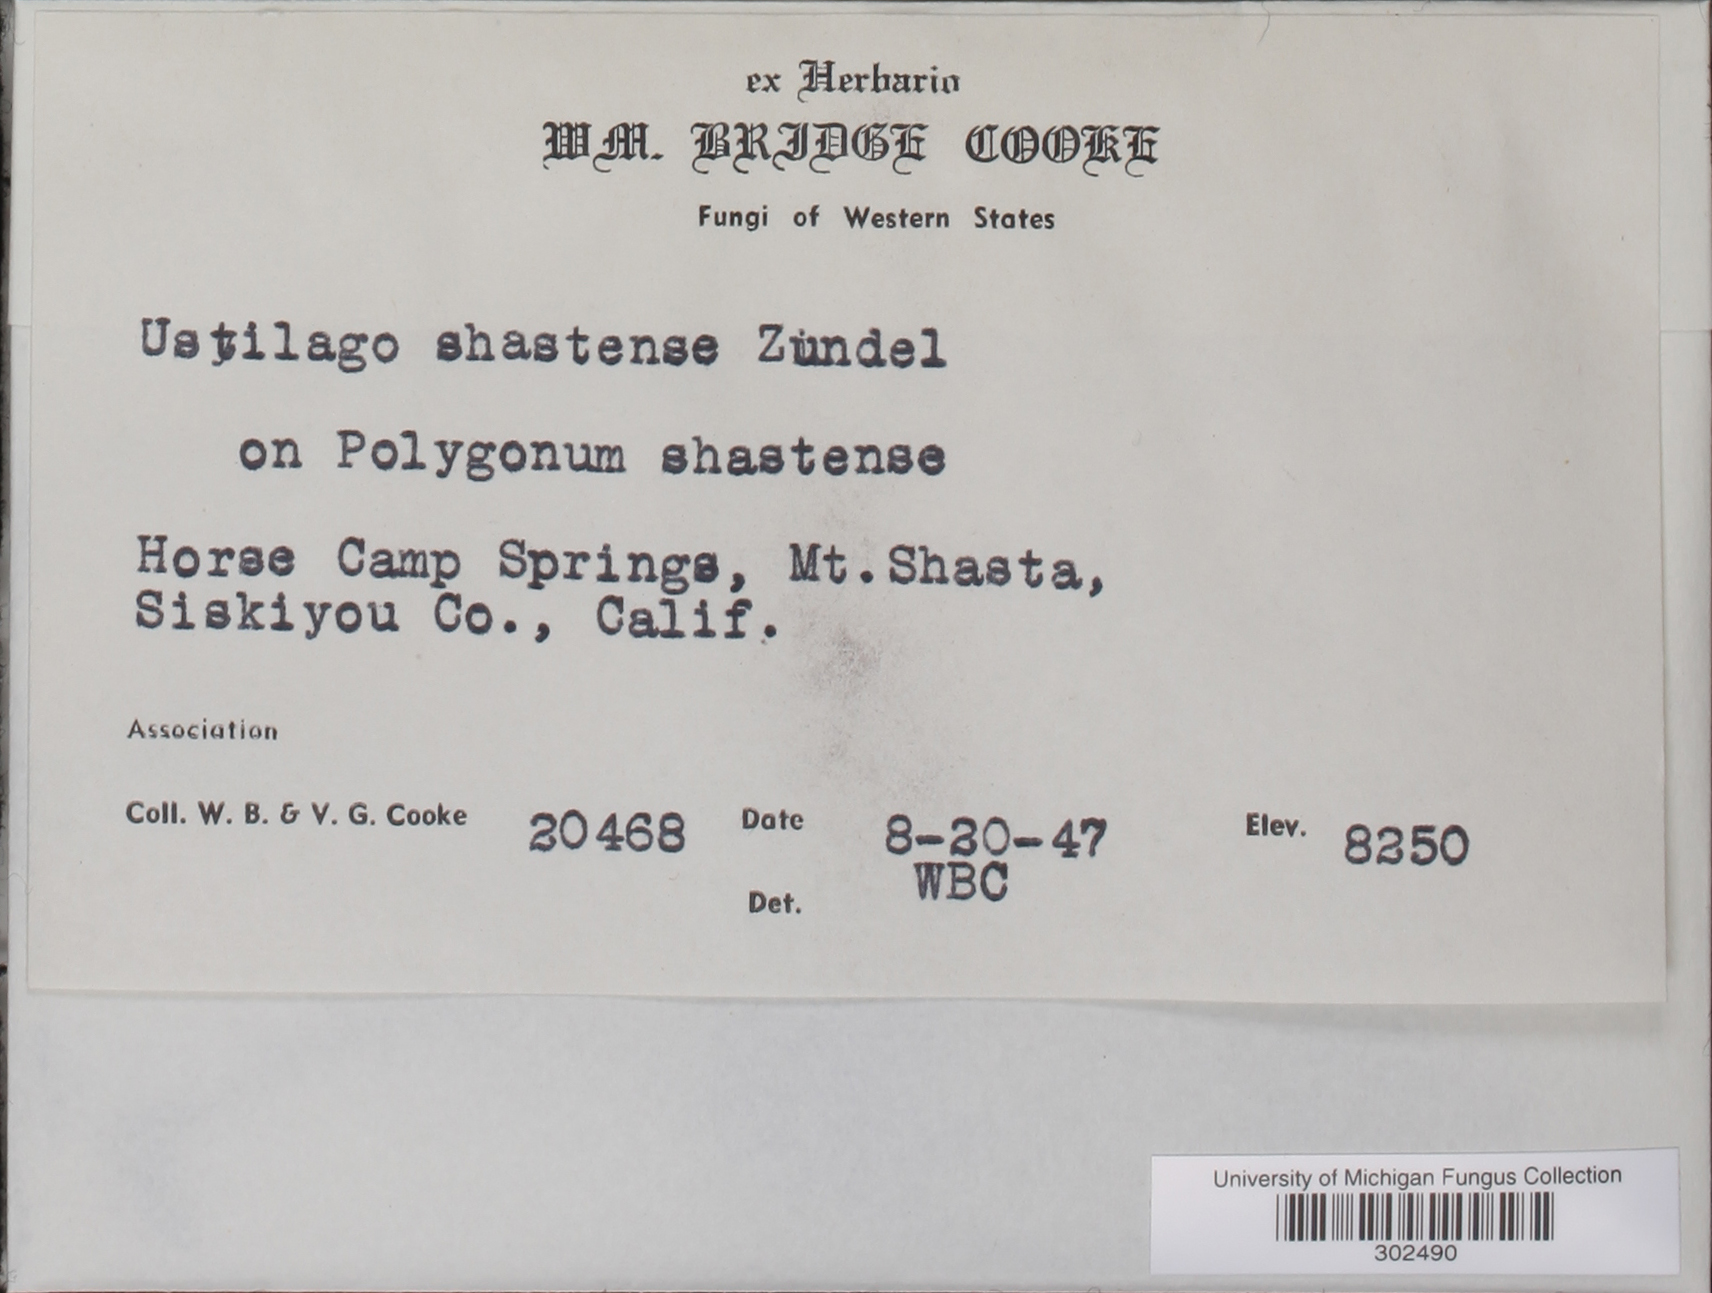 ex Herbario
WM. BRIDGE COOKE
Fungi of Western States
Ustilago shastense Zundel
on Polygonum shastense
Horse Camp Springs, Mt.Shasta,
Siskiyou Co., Calif.
Association
Coll. W. B. & V. G. Cooke 20468 Date 8-20-47 Elev. 8250
Det. WBC
University of Michigan Fungus Collection
302490